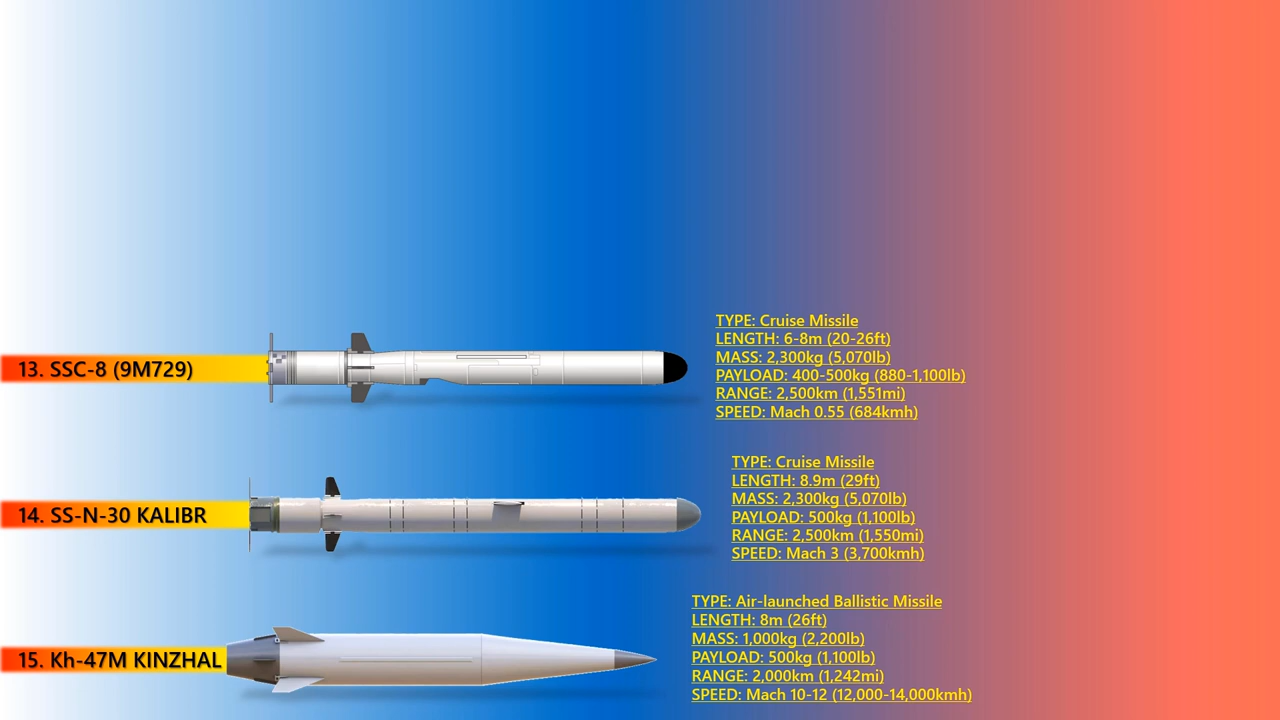 13. SSC-8 (9M729)
TYPE: Cruise Missile
LENGTH: 6-8m (20-26ft)
MASS: 2,300kg (5,070lb)
PAYLOAD: 400-500kg (880-1,100lb)
RANGE: 2,500km (1,551mi)
SPEED: Mach 0.55 (684kmh)
14. SS-N-30 KALIBR
TYPE: Cruise Missile
LENGTH: 8.9m (29ft)
MASS: 2,300kg (5,070lb)
PAYLOAD: 500kg (1,100lb)
RANGE: 2,500km (1,550mi)
SPEED: Mach 3 (3,700kmh)
15. Kh-47M KINZHAL
TYPE: Air-launched Ballistic Missile
LENGTH: 8m (26ft)
MASS: 1,000kg (2,200lb)
PAYLOAD: 500kg (1,100lb)
RANGE: 2,000km (1,242mi)
SPEED: Mach 10-12 (12,000-14,000kmh)